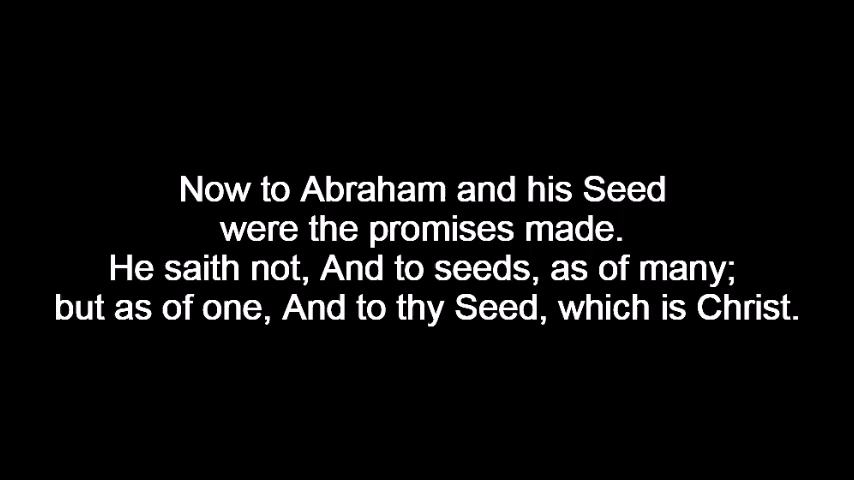 Now to Abraham and his Seed
were the promises made.
He saith not, And to seeds, as of many;
but as of one, And to thy Seed, which is Christ.